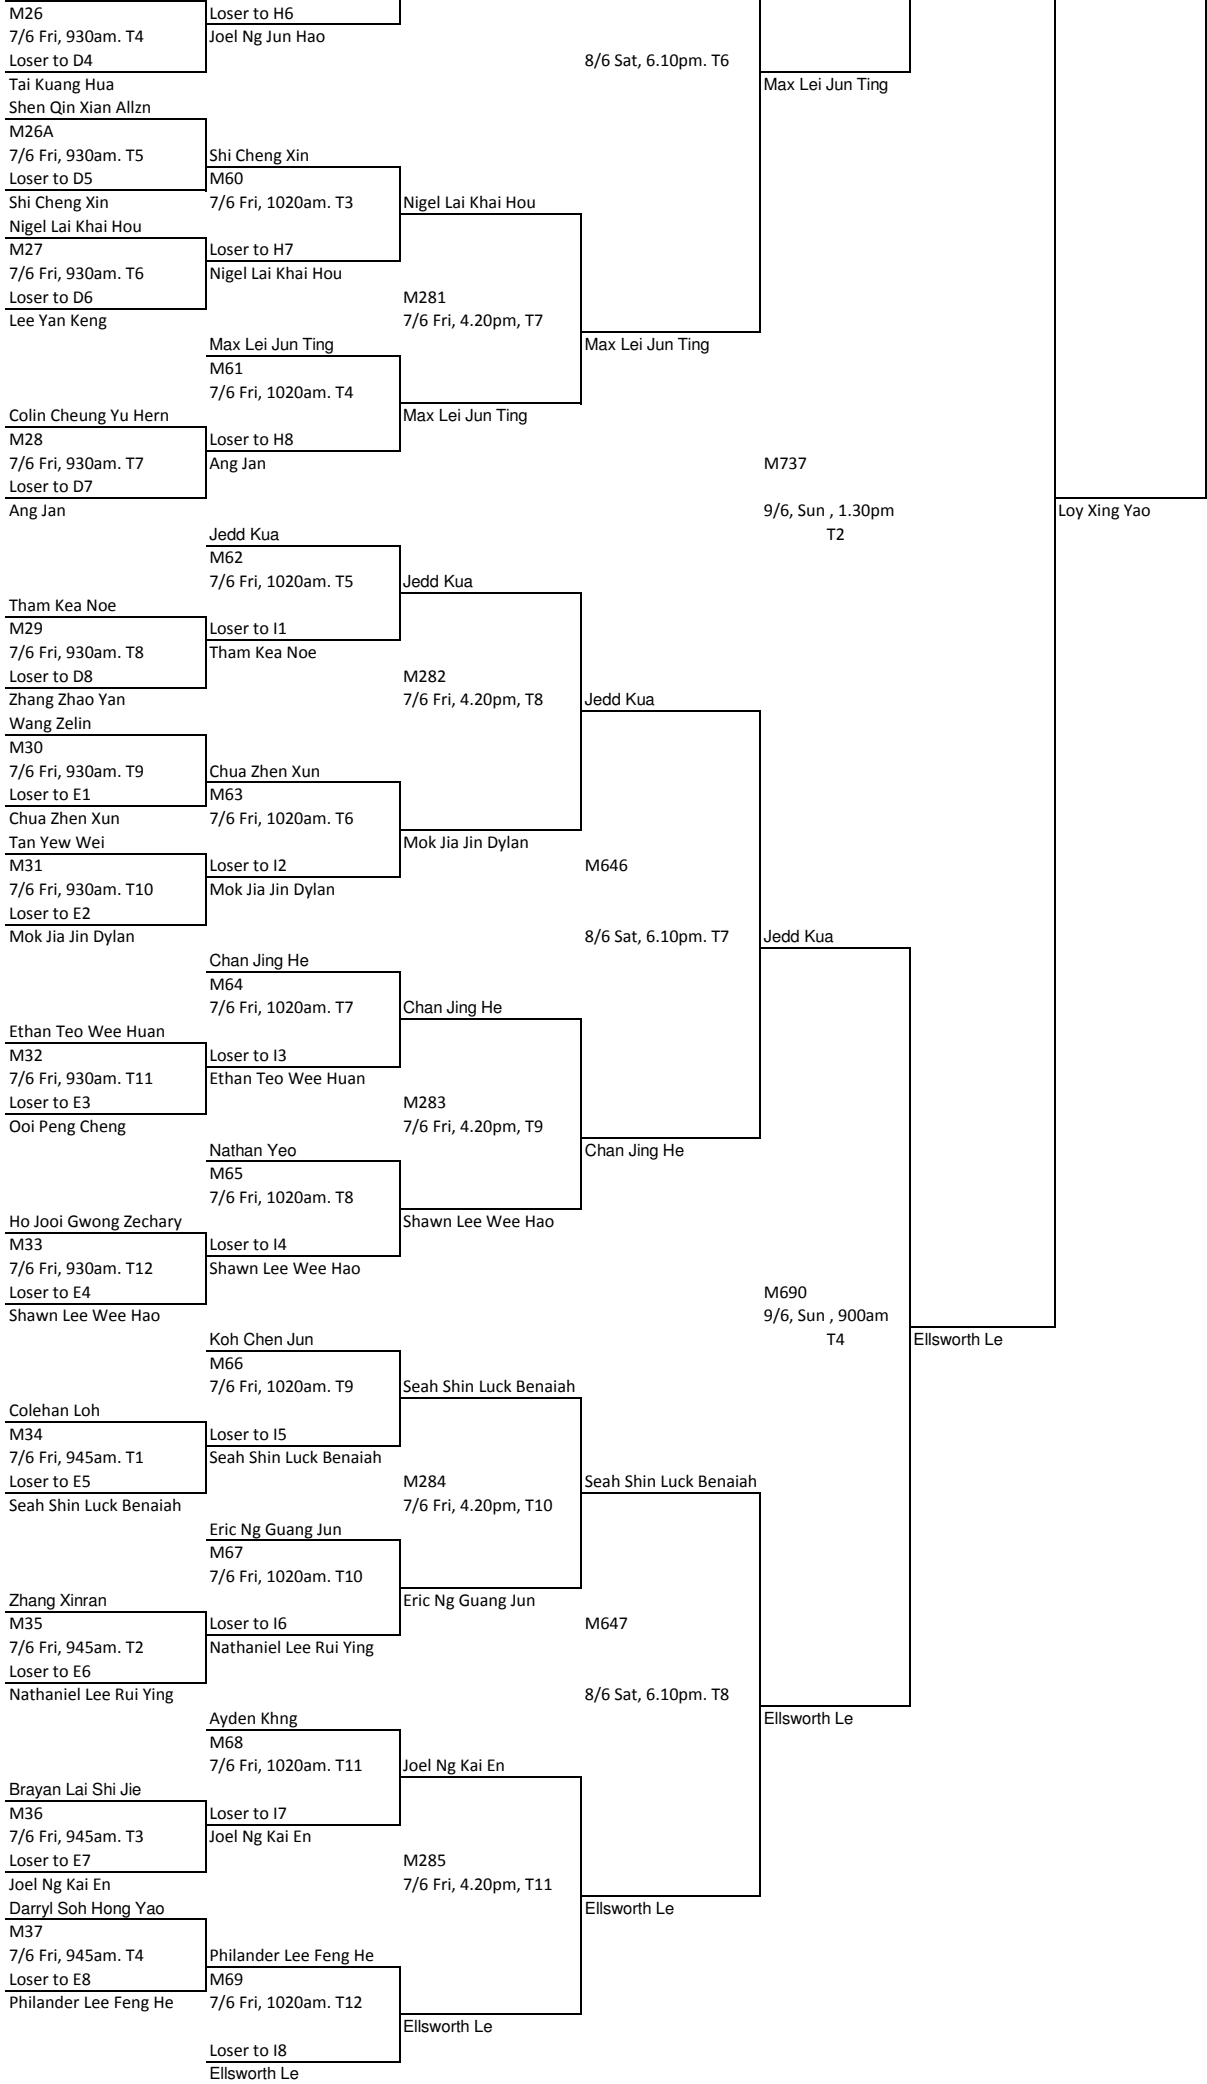 M26
Loser to H6
7/6 Fri, 930am. T4
Joel Ng Jun Hao
Loser to D4
8/6 Sat, 6.10pm. T6
Tai Kuang Hua
Max Lei Jun Ting
Shen Qin Xian Allzn
M26A
7/6 Fri, 930am. T5
Shi Cheng Xin
Loser to D5
M60
Shi Cheng Xin
7/6 Fri, 1020am. T3
Nigel Lai Khai Hou
Nigel Lai Khai Hou
M27
Loser to H7
7/6 Fri, 930am. T6
Nigel Lai Khai Hou
Loser to D6
M281
Lee Yan Keng
7/6 Fri, 4.20pm, T7
Max Lei Jun Ting
Max Lei Jun Ting
M61
7/6 Fri, 1020am. T4
Colin Cheung Yu Hern
Max Lei Jun Ting
M28
Loser to H8
7/6 Fri, 930am. T7
Ang Jan
M737
Loser to D7
Ang Jan
9/6, Sun , 1.30pm
Loy Xing Yao
Jedd Kua
T2
M62
7/6 Fri, 1020am. T5
Jedd Kua
Tham Kea Noe
M29
Loser to I1
7/6 Fri, 930am. T8
Tham Kea Noe
Loser to D8
M282
Zhang Zhao Yan
7/6 Fri, 4.20pm, T8
Jedd Kua
Wang Zelin
M30
7/6 Fri, 930am. T9
Chua Zhen Xun
Loser to E1
M63
Chua Zhen Xun
7/6 Fri, 1020am. T6
Tan Yew Wei
Mok Jia Jin Dylan
M31
Loser to I2
M646
7/6 Fri, 930am. T10
Mok Jia Jin Dylan
Loser to E2
Mok Jia Jin Dylan
8/6 Sat, 6.10pm. T7
Jedd Kua
Chan Jing He
M64
7/6 Fri, 1020am. T7
Chan Jing He
Ethan Teo Wee Huan
M32
Loser to I3
7/6 Fri, 930am. T11
Ethan Teo Wee Huan
Loser to E3
M283
Ooi Peng Cheng
7/6 Fri, 4.20pm, T9
Nathan Yeo
Chan Jing He
M65
7/6 Fri, 1020am. T8
Ho Jooi Gwong Zechary
Shawn Lee Wee Hao
M33
Loser to I4
7/6 Fri, 930am. T12
Shawn Lee Wee Hao
Loser to E4
M690
Shawn Lee Wee Hao
9/6, Sun , 900am
Koh Chen Jun
T4
Ellsworth Le
M66
7/6 Fri, 1020am. T9
Seah Shin Luck Benaiah
Colehan Loh
M34
Loser to I5
7/6 Fri, 945am. T1
Seah Shin Luck Benaiah
Loser to E5
M284
Seah Shin Luck Benaiah
Seah Shin Luck Benaiah
7/6 Fri, 4.20pm, T10
Eric Ng Guang Jun
M67
7/6 Fri, 1020am. T10
Zhang Xinran
Eric Ng Guang Jun
M35
Loser to I6
M647
7/6 Fri, 945am. T2
Nathaniel Lee Rui Ying
Loser to E6
Nathaniel Lee Rui Ying
8/6 Sat, 6.10pm. T8
Ayden Khng
Ellsworth Le
M68
7/6 Fri, 1020am. T11
Joel Ng Kai En
Brayan Lai Shi Jie
M36
Loser to I7
7/6 Fri, 945am. T3
Joel Ng Kai En
Loser to E7
M285
Joel Ng Kai En
7/6 Fri, 4.20pm, T11
Darryl Soh Hong Yao
Ellsworth Le
M37
7/6 Fri, 945am. T4
Philander Lee Feng He
Loser to E8
M69
Philander Lee Feng He
7/6 Fri, 1020am. T12
Ellsworth Le
Loser to I8
Ellsworth Le